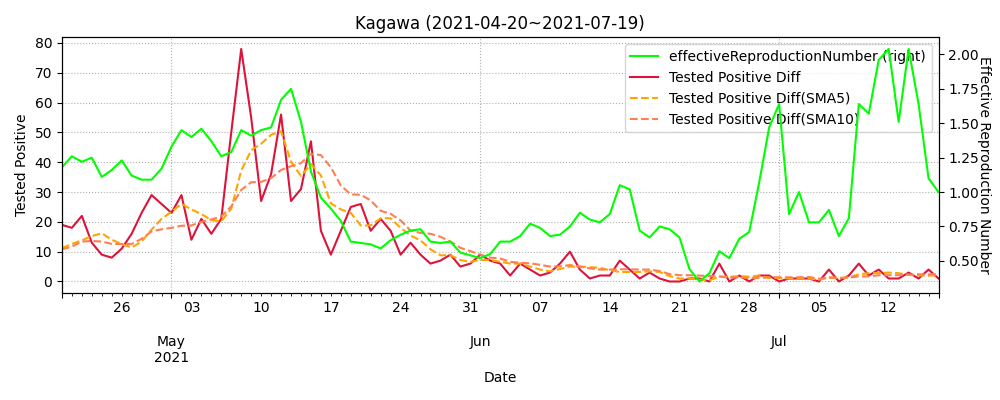 Kagawa (2021-04-20~2021-07-19)
Tested Positive
80
70
60
50
40
30
20
10
0
effectiveReproductionNumber (right)
Tested Positive Diff
Tested Positive Diff(SMA5)
Tested Positive Diff(SMA10)
2.00
1.75
1.50
1.25
1.00
0.75
0.50
Effective Reproduction Number
26 03 10 17 24 31 07 14 21 28 05 12
May Jun Jul
2021
Date